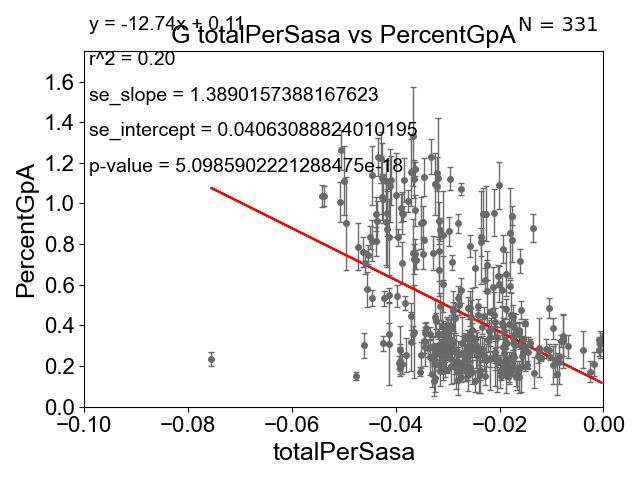 y = -12.74x + 0.11
N = 331
G totalPerSasa vs PercentGpA
r^2 = 0.20
se_slope = 1.3890157388167623
se_intercept = 0.04063088824010195
p-value = 5.0985902221288475e-18
PercentGpA
1.6
1.4
1.2
1.0
0.8
0.6
0.4
0.2
0.0
−0.10 −0.08 −0.06 −0.04 −0.02 0.00
totalPerSasa